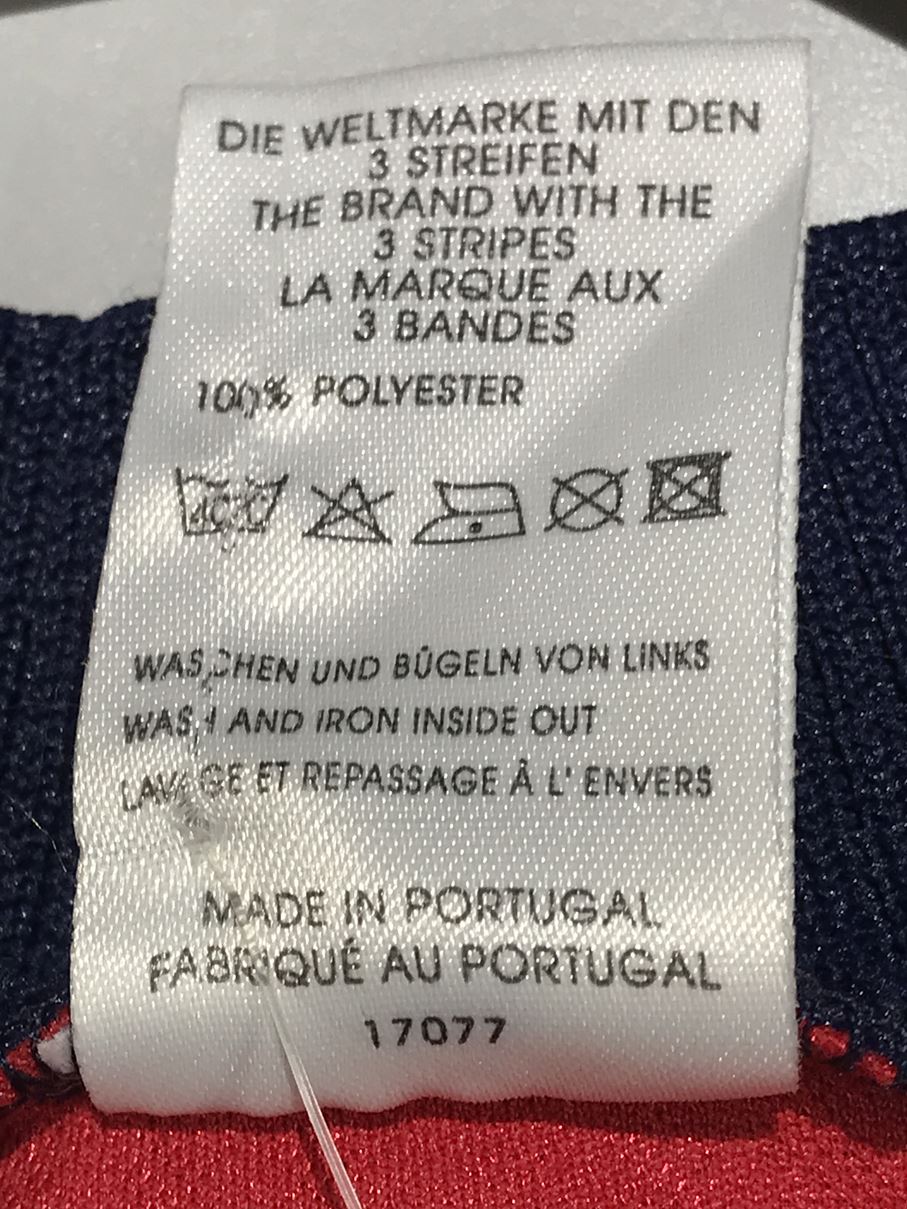 DIE WELTMARKE MIT DEN
3 STREIFEN
THE BRAND WITH THE
3 STRIPES
LA MARQUE AUX
3 BANDES
100% POLYESTER
40°C
WASCHEN UND BÜGELN VON LINKS
WASH AND IRON INSIDE OUT
LAVAGE ET REPASSAGE À L' ENVERS
MADE IN PORTUGAL
FABRIQUÉ AU PORTUGAL
17077